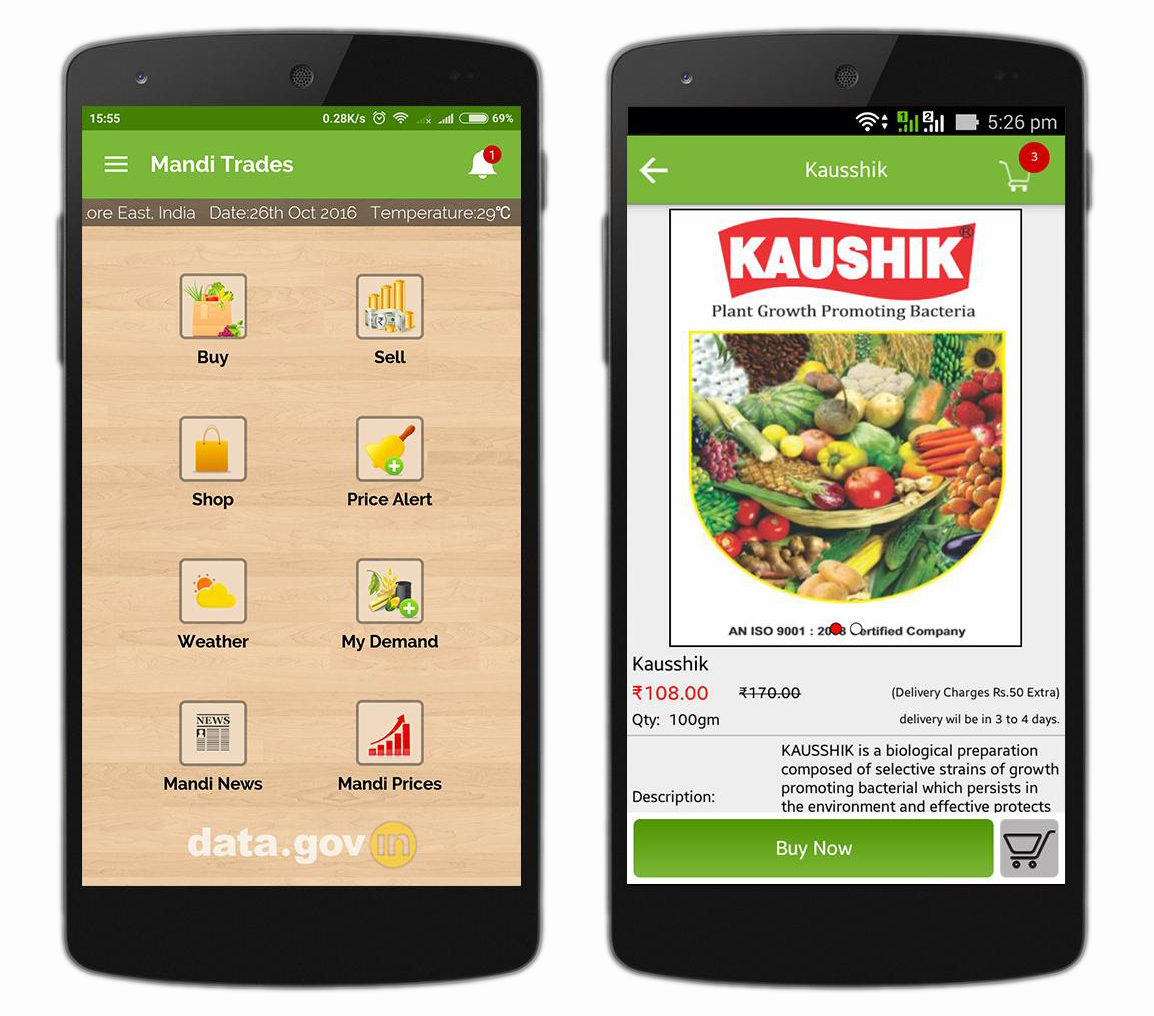 15:55
0.28K/s
69%
Mandi Trades
1
.ore East, India Date:26th Oct 2016 Temperature:29℃
Buy
Sell
Shop
Price Alert
Weather
My Demand
NEWS
Mandi News
Mandi Prices
data.gov in
1
2
5:26 pm
Kausshik
3
KAUSHIK®
Plant Growth Promoting Bacteria
AN ISO 9001 : Company
Kausshik
₹108.00 ₹170.00 (Delivery Charges Rs.50 Extra)
Qty: 100gm delivery wil be in 3 to 4 days.
KAUSSHIK is a biological preparation
composed of selective strains of growth
promoting bacterial which persists in
Description: the environment and effective protects
Buy Now